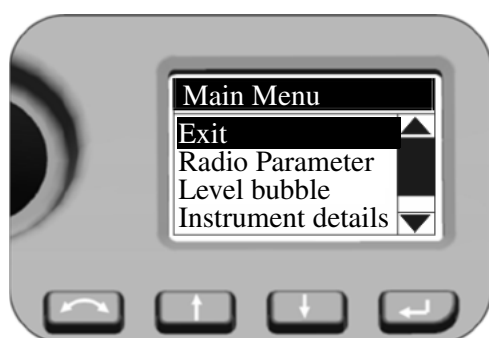 Main Menu
Exit
Radio Parameter
Level bubble
Instrument details